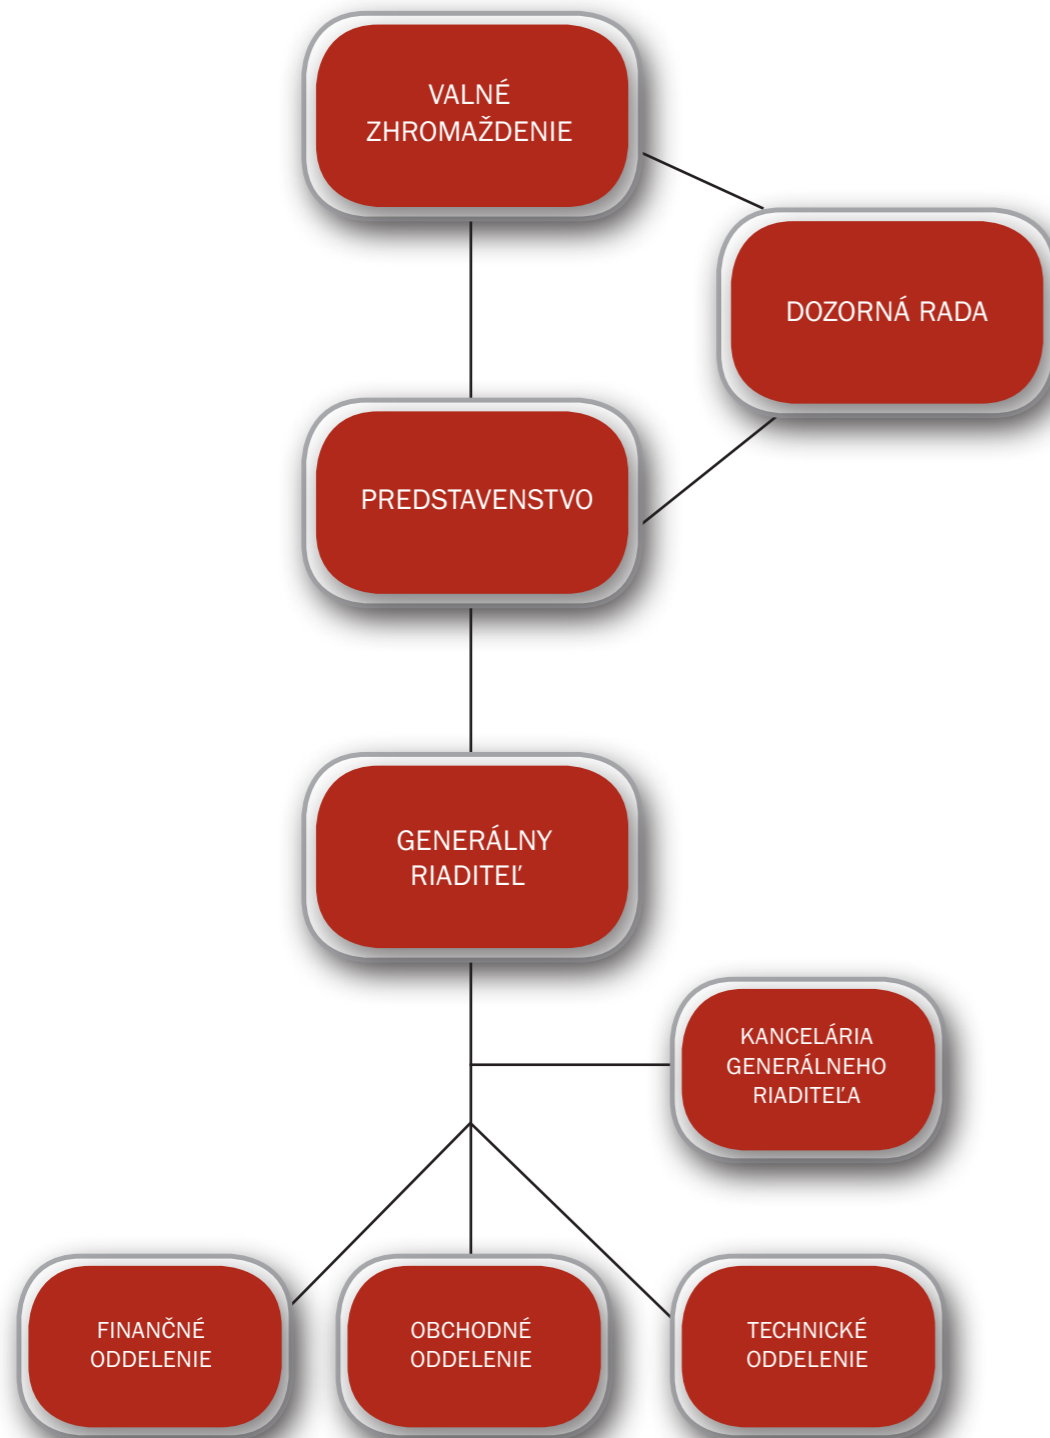 VALNÉ
ZHROMAŽDENIE
DOZORNÁ RADA
PREDSTAVENSTVO
GENERÁLNY
RIADITEĽ
KANCELÁRIA
GENERÁLNEHO
RIADITEĽA
FINANČNÉ
ODDELENIE
OBCHODNÉ
ODDELENIE
TECHNICKÉ
ODDELENIE